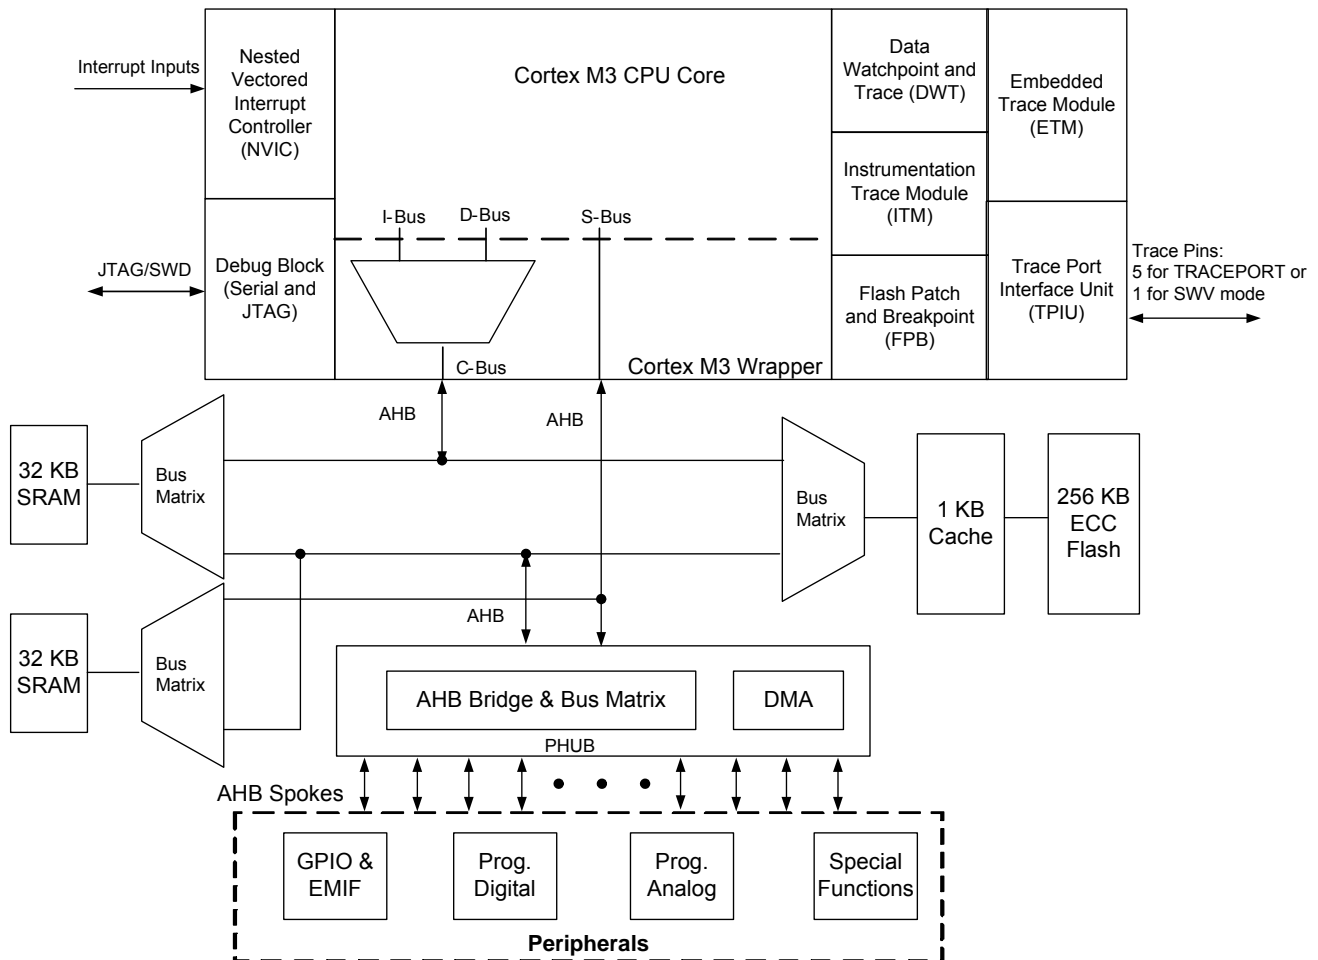 Interrupt Inputs
Nested
Vectored
Interrupt
Controller
(NVIC)
Cortex M3 CPU Core
Data
Watchpoint and
Trace (DWT)
Embedded
Trace Module
(ETM)
Instrumentation
Trace Module
(ITM)
I-Bus
D-Bus
S-Bus
JTAG/SWD
Debug Block
(Serial and
JTAG)
Flash Patch
and Breakpoint
(FPB)
Trace Port
Interface Unit
(TPIU)
Trace Pins:
5 for TRACEPORT or
1 for SWV mode
C-Bus
Cortex M3 Wrapper
AHB
AHB
32 KB
SRAM
Bus
Matrix
Bus
Matrix
1 KB
Cache
256 KB
ECC
Flash
AHB
32 KB
SRAM
Bus
Matrix
AHB Bridge & Bus Matrix
DMA
PHUB
AHB Spokes
GPIO &
EMIF
Prog.
Digital
Prog.
Analog
Special
Functions
Peripherals